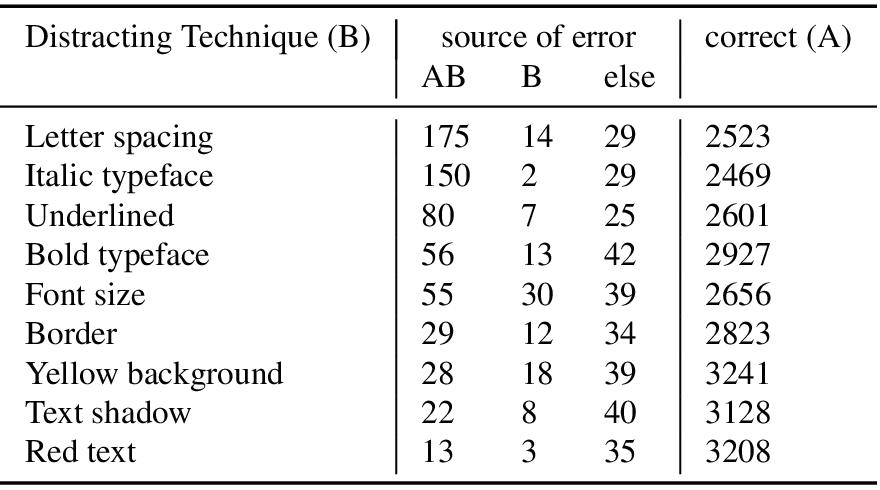 Distracting Technique (B) source of error correct (A)
AB B else
Letter spacing 175 14 29 2523
Italic typeface 150 2 29 2469
Underlined 80 7 25 2601
Bold typeface 56 13 42 2927
Font size 55 30 39 2656
Border 29 12 34 2823
Yellow background 28 18 39 3241
Text shadow 22 8 40 3128
Red text 13 3 35 3208